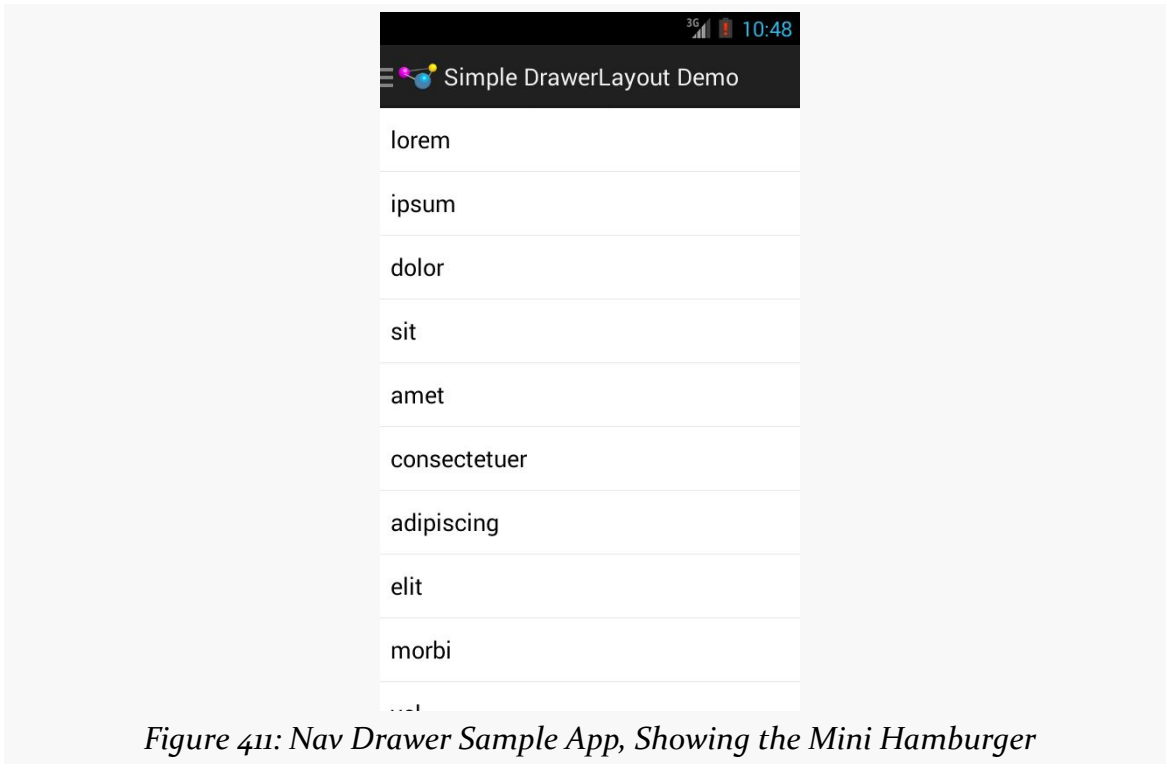 3G 10:48
Simple DrawerLayout Demo
lorem
ipsum
dolor
sit
amet
consectetuer
adipiscing
elit
morbi
Figure 411: Nav Drawer Sample App, Showing the Mini Hamburger